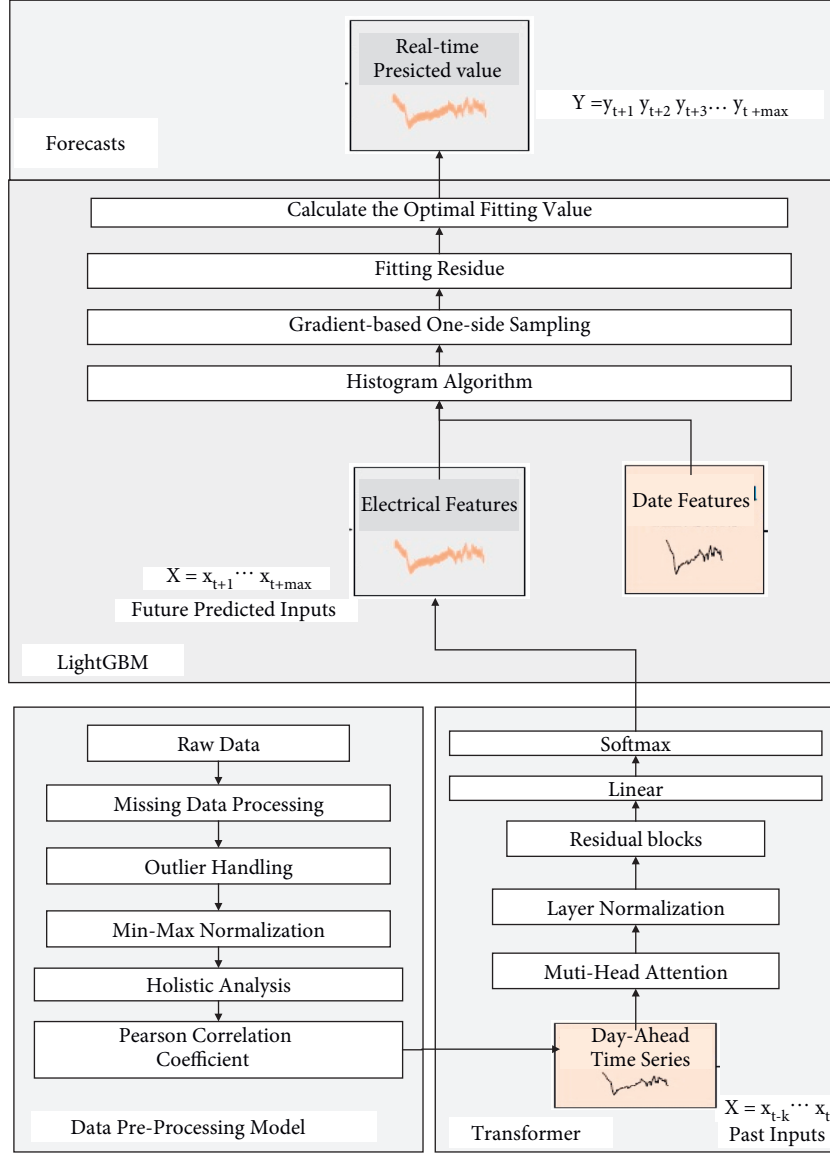 Real-time
Presicted value
Y =y_{t+1} y_{t+2} y_{t+3}... y_{t +max}
Forecasts
Calculate the Optimal Fitting Value
Fitting Residue
Gradient-based One-side Sampling
Histogram Algorithm
Electrical Features
Date Features
X = x_{t+1}... x_{t+max}
Future Predicted Inputs
LightGBM
Raw Data
Missing Data Processing
Outlier Handling
Min-Max Normalization
Holistic Analysis
Pearson Correlation
Coefficient
Data Pre-Processing Model
Softmax
Linear
Residual blocks
Layer Normalization
Muti-Head Attention
Day-Ahead
Time Series
X = x_{t-k}... x_t
Past Inputs
Transformer